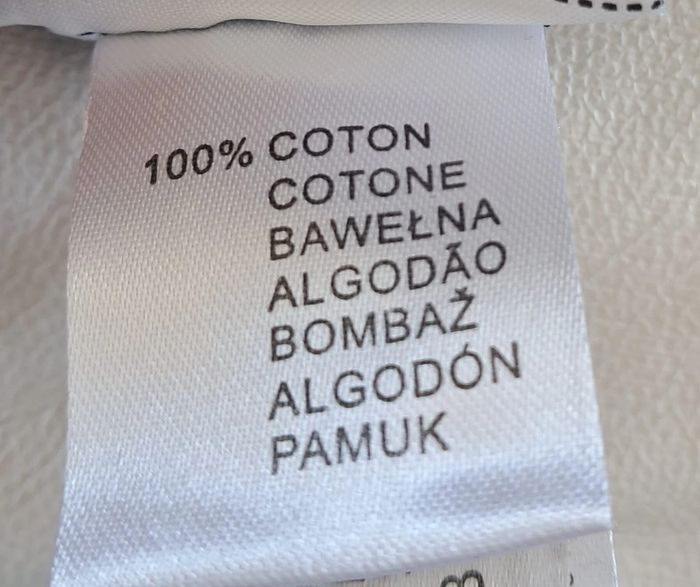 100% COTON
COTONE
BAWEŁNA
ALGODÃO
BOMBAŽ
ALGODÓN
PAMUK